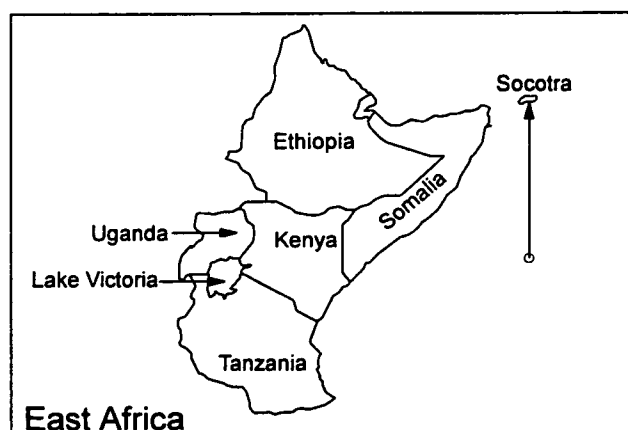 Socotra
Ethiopia
Somalia
Uganda
Kenya
Lake Victoria
Tanzania
East Africa